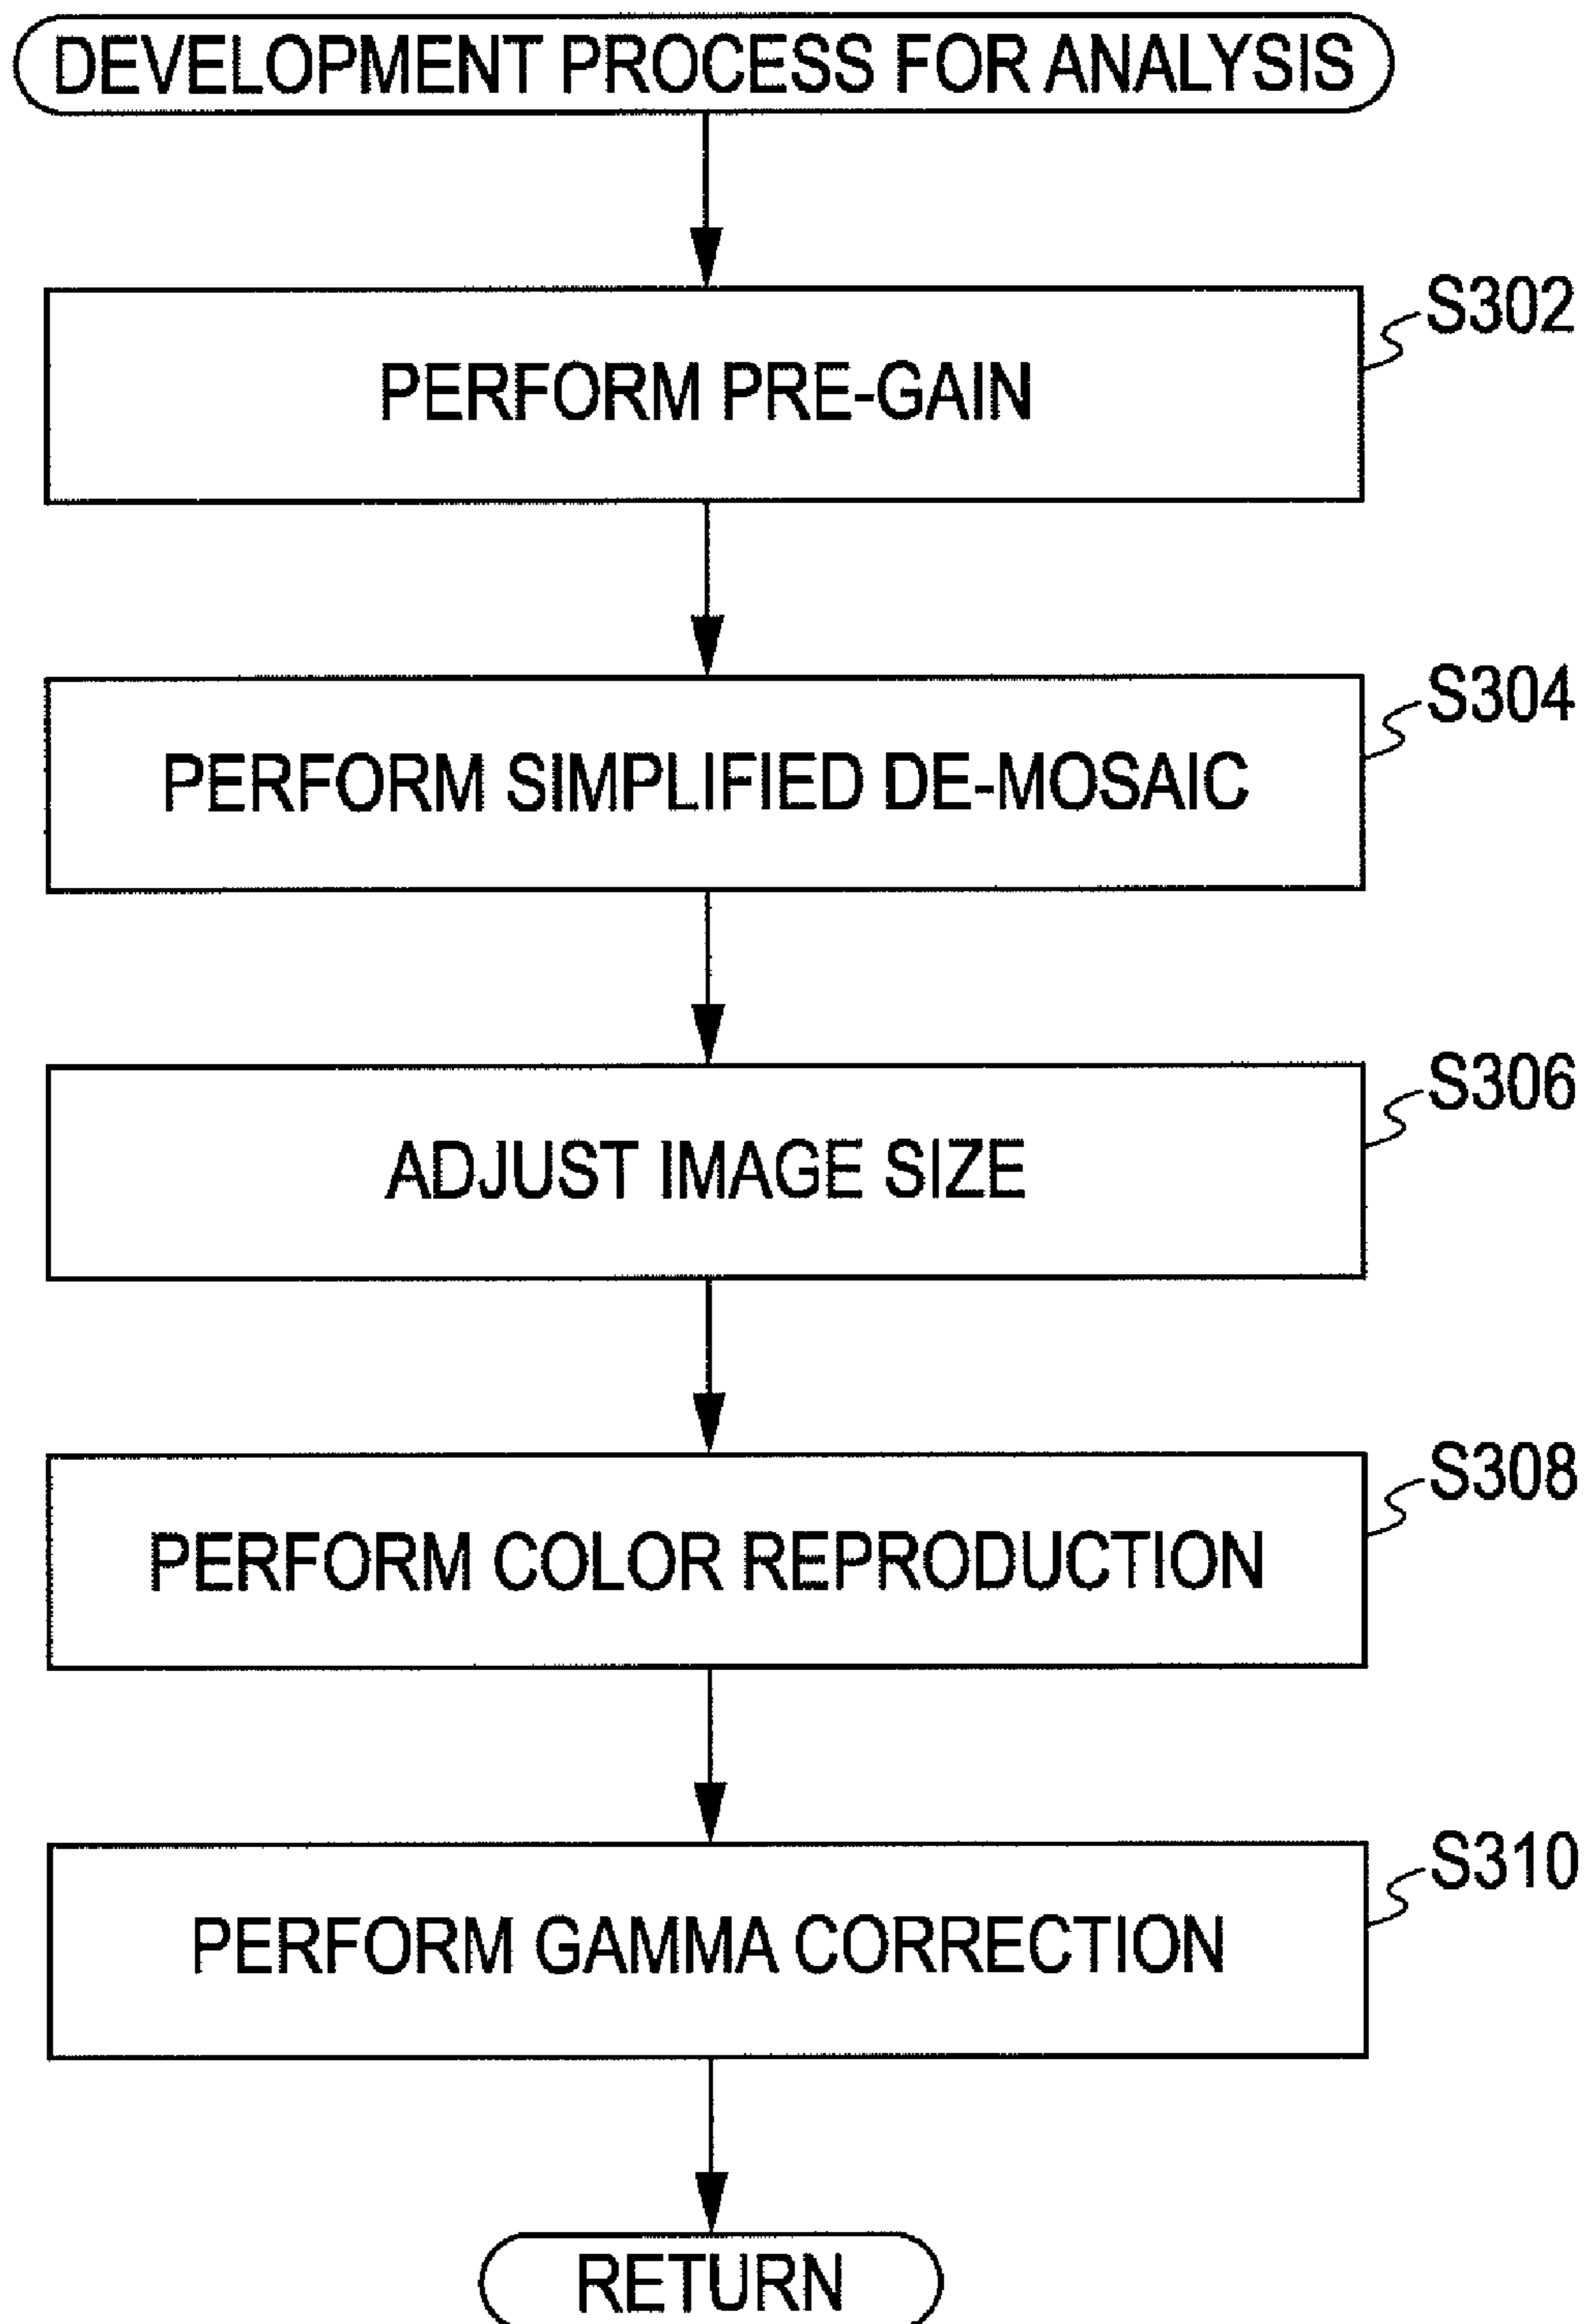 DEVELOPMENT PROCESS FOR ANALYSIS
S302
PERFORM PRE-GAIN
S304
PERFORM SIMPLIFIED DE-MOSAIC
S306
ADJUST IMAGE SIZE
S308
PERFORM COLOR REPRODUCTION
S310
PERFORM GAMMA CORRECTION
RETURN